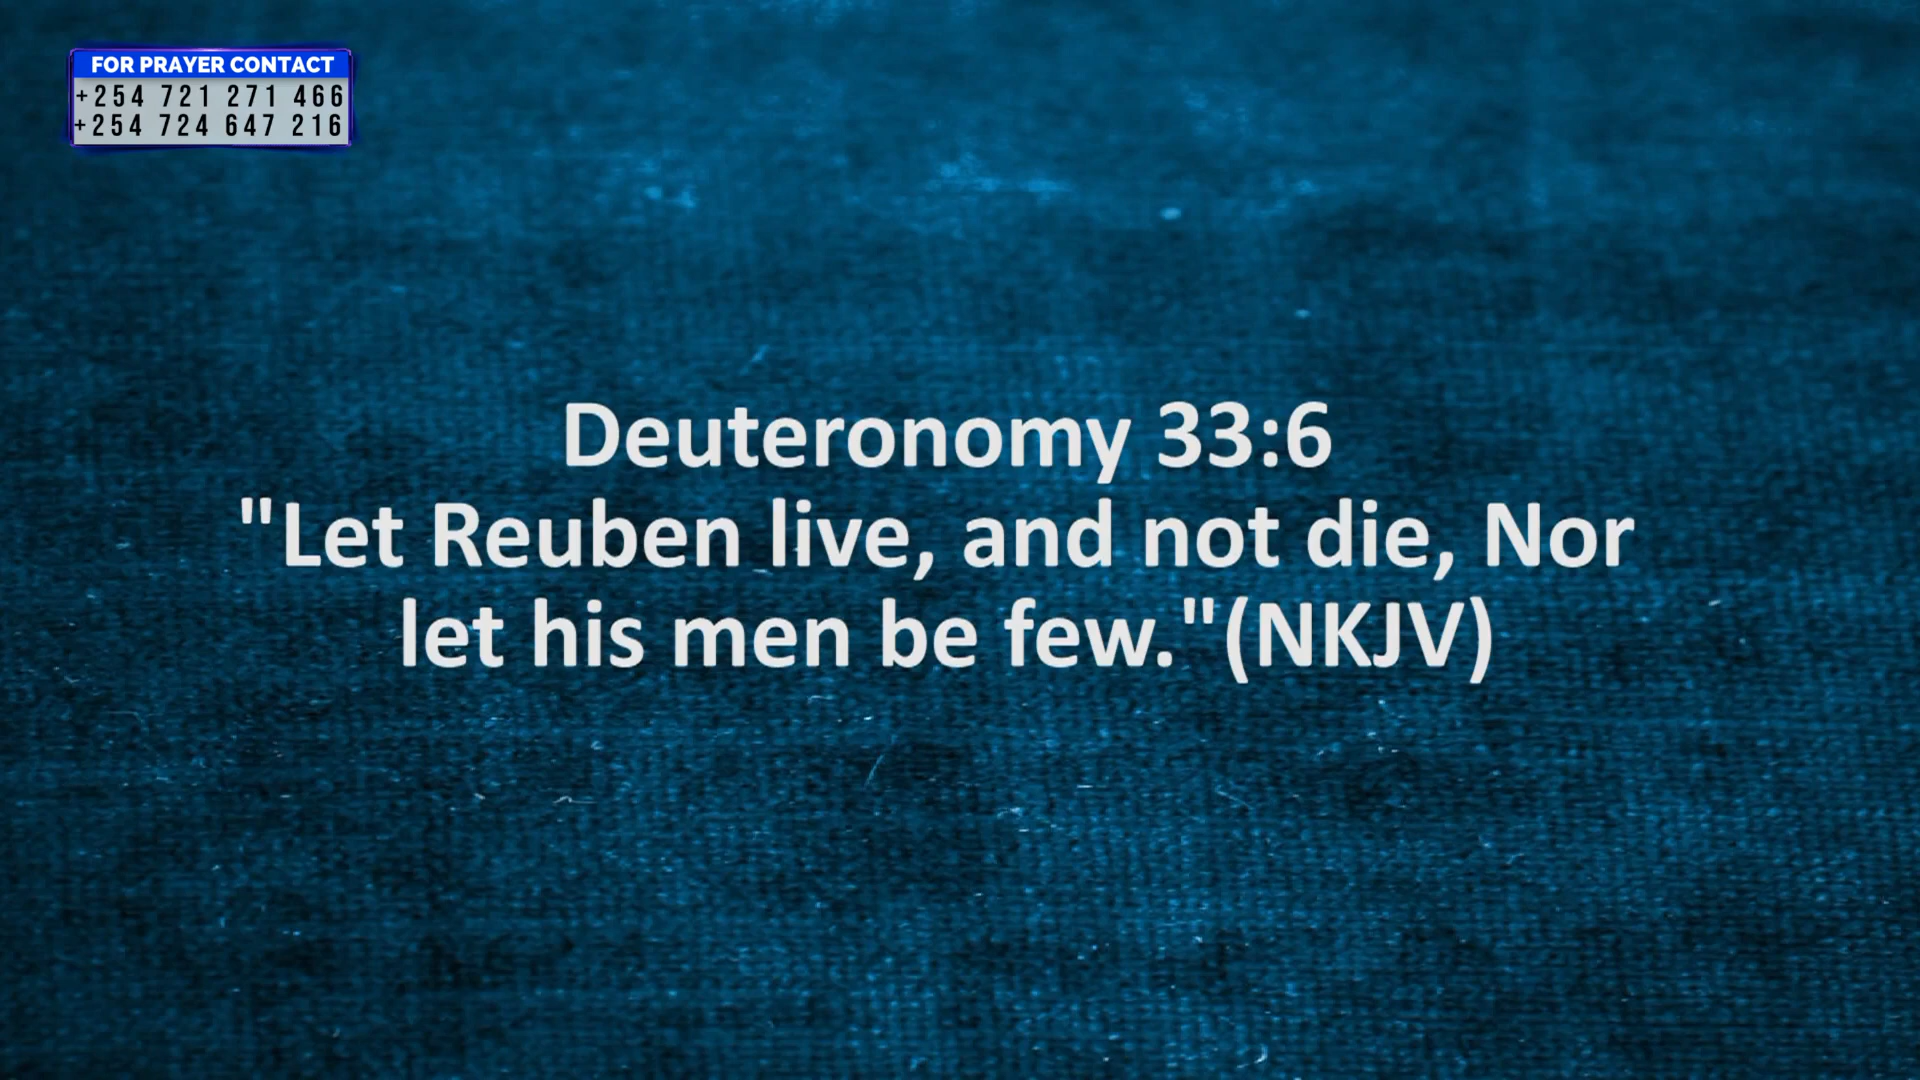 FOR PRAYER CONTACT
+254 721 271 466
+254 724 647 216
Deuteronomy 33:6
"Let Reuben live, and not die, Nor
let his men be few."(NKJV)